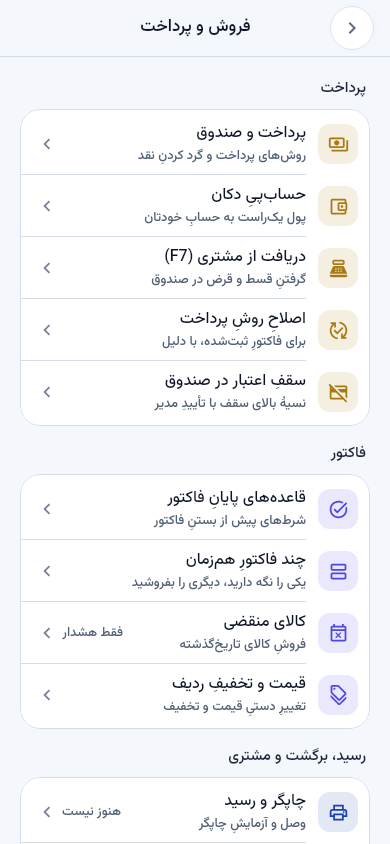 فروش و پرداخت
پرداخت
پرداخت و صندوق
روش‌های پرداخت و گرد کردنِ نقد
حساب‌پیِ دکان
پول یک‌راست به حسابِ خودتان
دریافت از مشتری (F7)
گرفتنِ قسط و قرض در صندوق
اصلاحِ روشِ پرداخت
برای فاکتورِ ثبت‌شده، با دلیل
سقفِ اعتبار در صندوق
نسیهٔ بالای سقف با تأییدِ مدیر
فاکتور
قاعده‌های پایانِ فاکتور
شرط‌های پیش از بستنِ فاکتور
چند فاکتورِ هم‌زمان
یکی را نگه دارید، دیگری را بفروشید
کالای منقضی
فروشِ کالای تاریخ‌گذشته
فقط هشدار
قیمت و تخفیفِ ردیف
تغییرِ دستیِ قیمت و تخفیف
رسید، برگشت و مشتری
چاپگر و رسید
وصل و آزمایشِ چاپگر
هنوز نیست